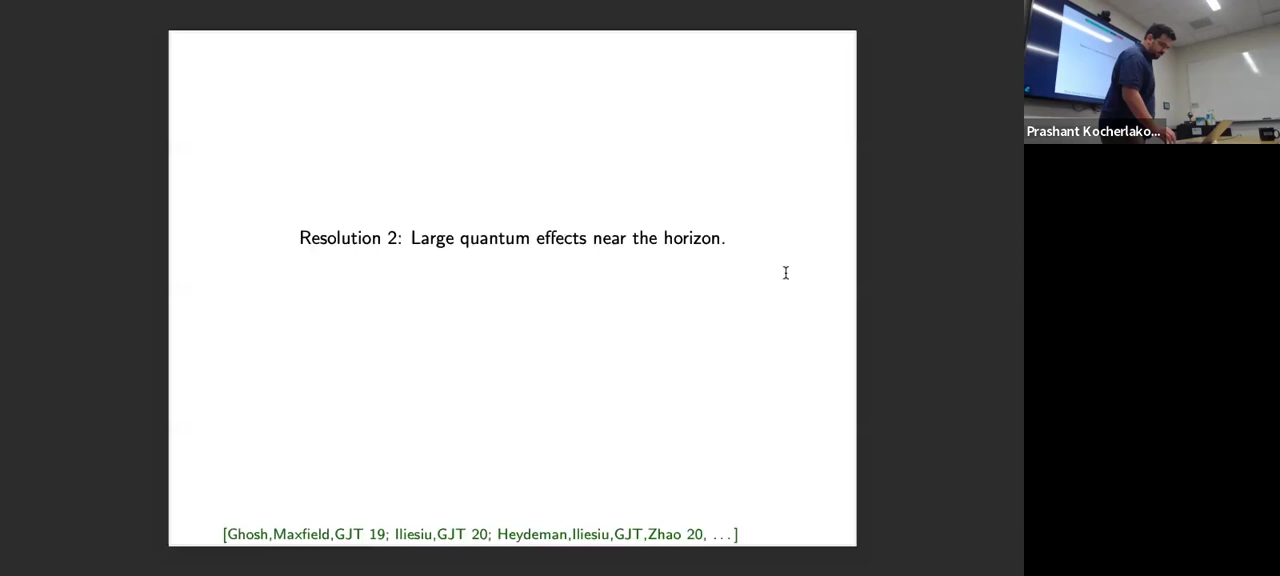 Resolution 2: Large quantum effects near the horizon.
[Ghosh,Maxfield,GJT 19; Iliesiu,GJT 20; Heydeman,Iliesiu,GJT,Zhao 20, ...]
Prashant Kocherlako...